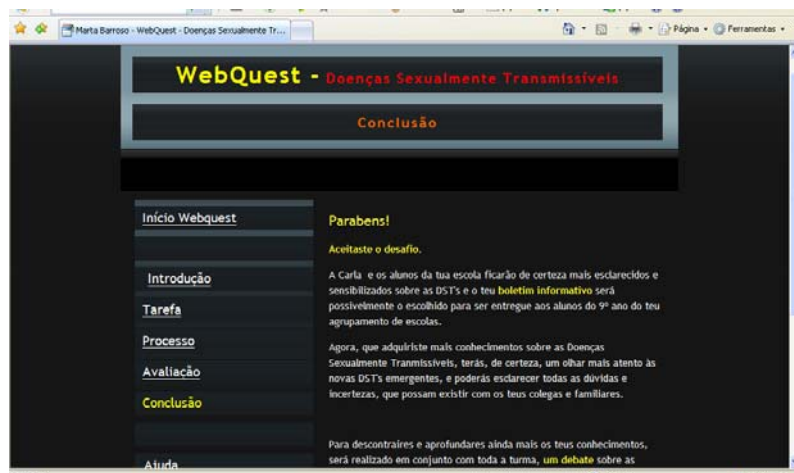 Marta Barroso - WebQuest - Doenças Sexualmente Tr...
Página
Ferramentas
WebQuest - Doenças Sexualmente Transmissíveis
Conclusão
Início Webquest
Introdução
Tarefa
Processo
Avaliação
Conclusão
Ajuda
Parabens!
Aceitaste o desafio.
A Carla e os alunos da tua escola ficarão de certeza mais esclarecidos e
sensibilizados sobre as DST's e o teu boletim informativo será
possivelmente o escolhido para ser entregue aos alunos do 9º ano do teu
agrupamento de escolas.
Agora, que adquiriste mais conhecimentos sobre as Doenças
Sexualmente Tranmissíveis, terás, de certeza, um olhar mais atento às
novas DST's emergentes, e poderás esclarecer todas as dúvidas e
incertezas, que possam existir com os teus colegas e familiares.
Para descontraires e aprofundares ainda mais os teus conhecimentos,
será realizado em conjunto com toda a turma, um debate sobre as